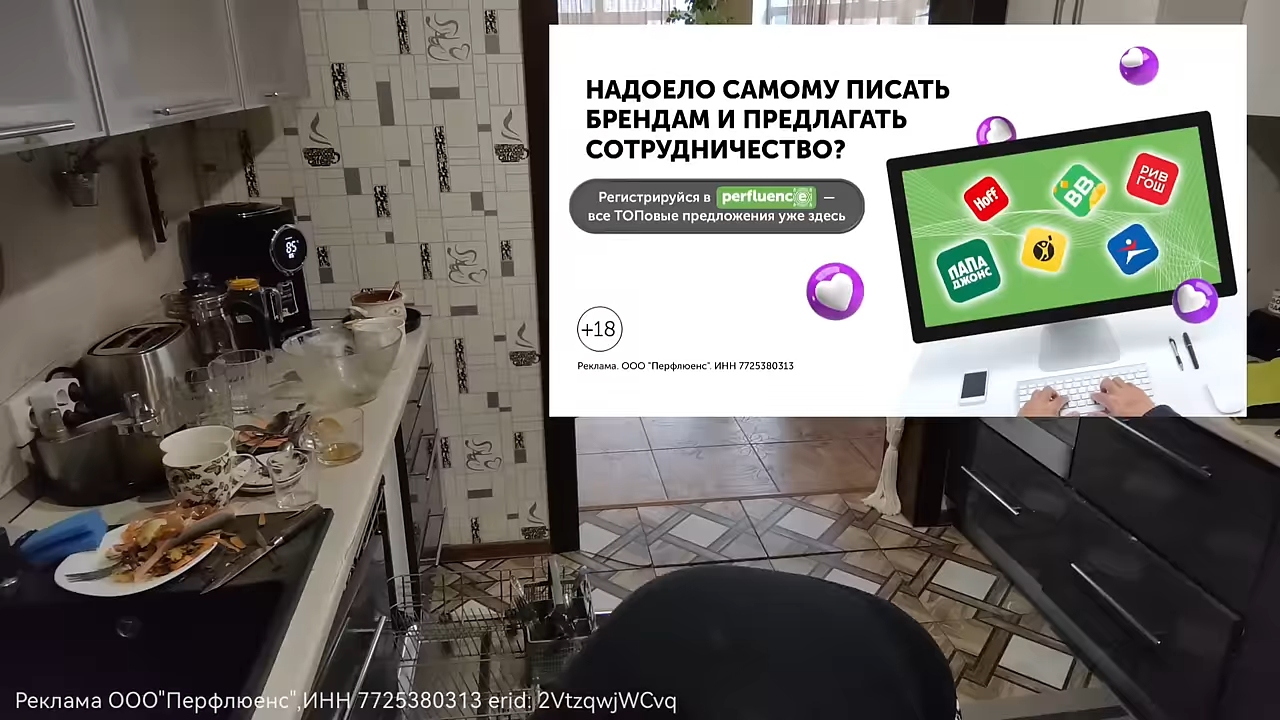 НАДОЕЛО САМОМУ ПИСАТЬ
БРЕНДАМ И ПРЕДЛАГАТЬ
СОТРУДНИЧЕСТВО?
Регистрируйся в perfluence —
все ТОПовые предложения уже здесь
Hoff
ВВ
РИВ
ГОШ
ПАПА
ДЖОНС
+18
Реклама. ООО "Перфлюенс". ИНН 7725380313
85
Реклама ООО"Перфлюенс",ИНН 7725380313 erid: 2VtzqwjWCvq